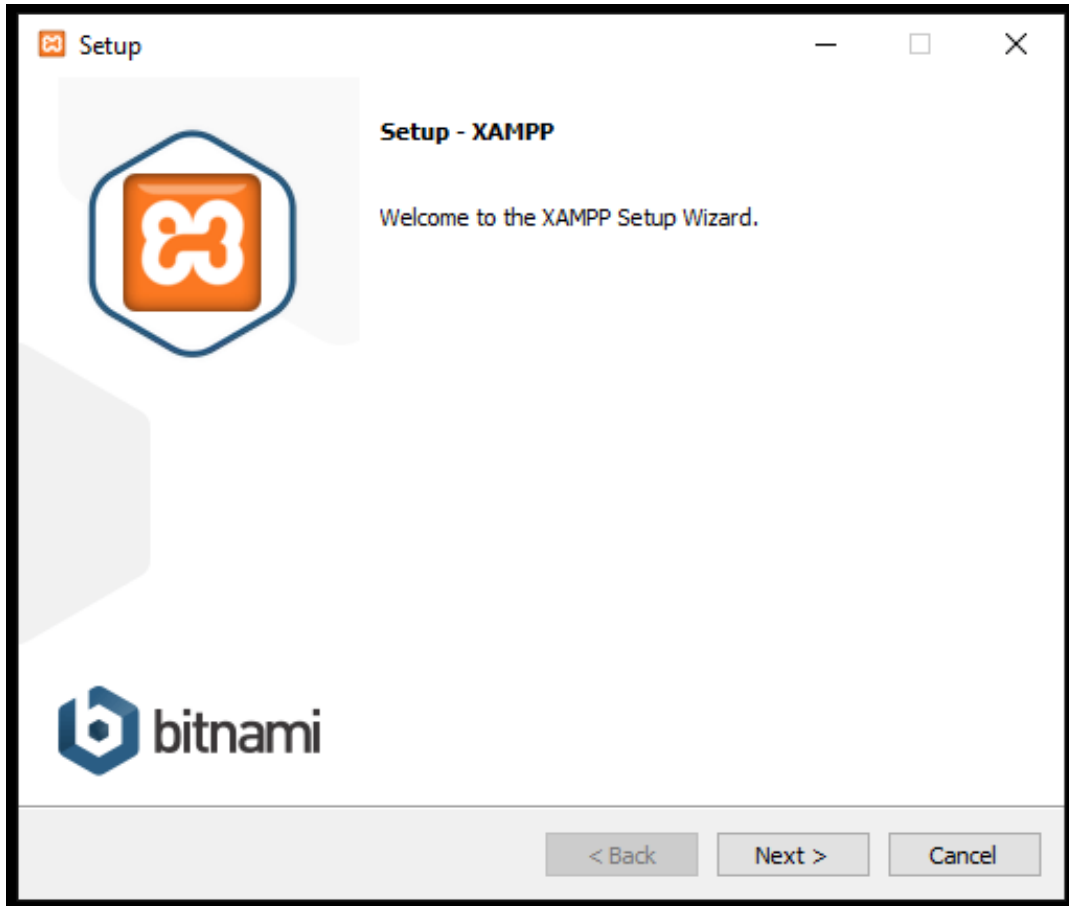 Setup
Setup - XAMPP
Welcome to the XAMPP Setup Wizard.
bitnami
< Back
Next >
Cancel